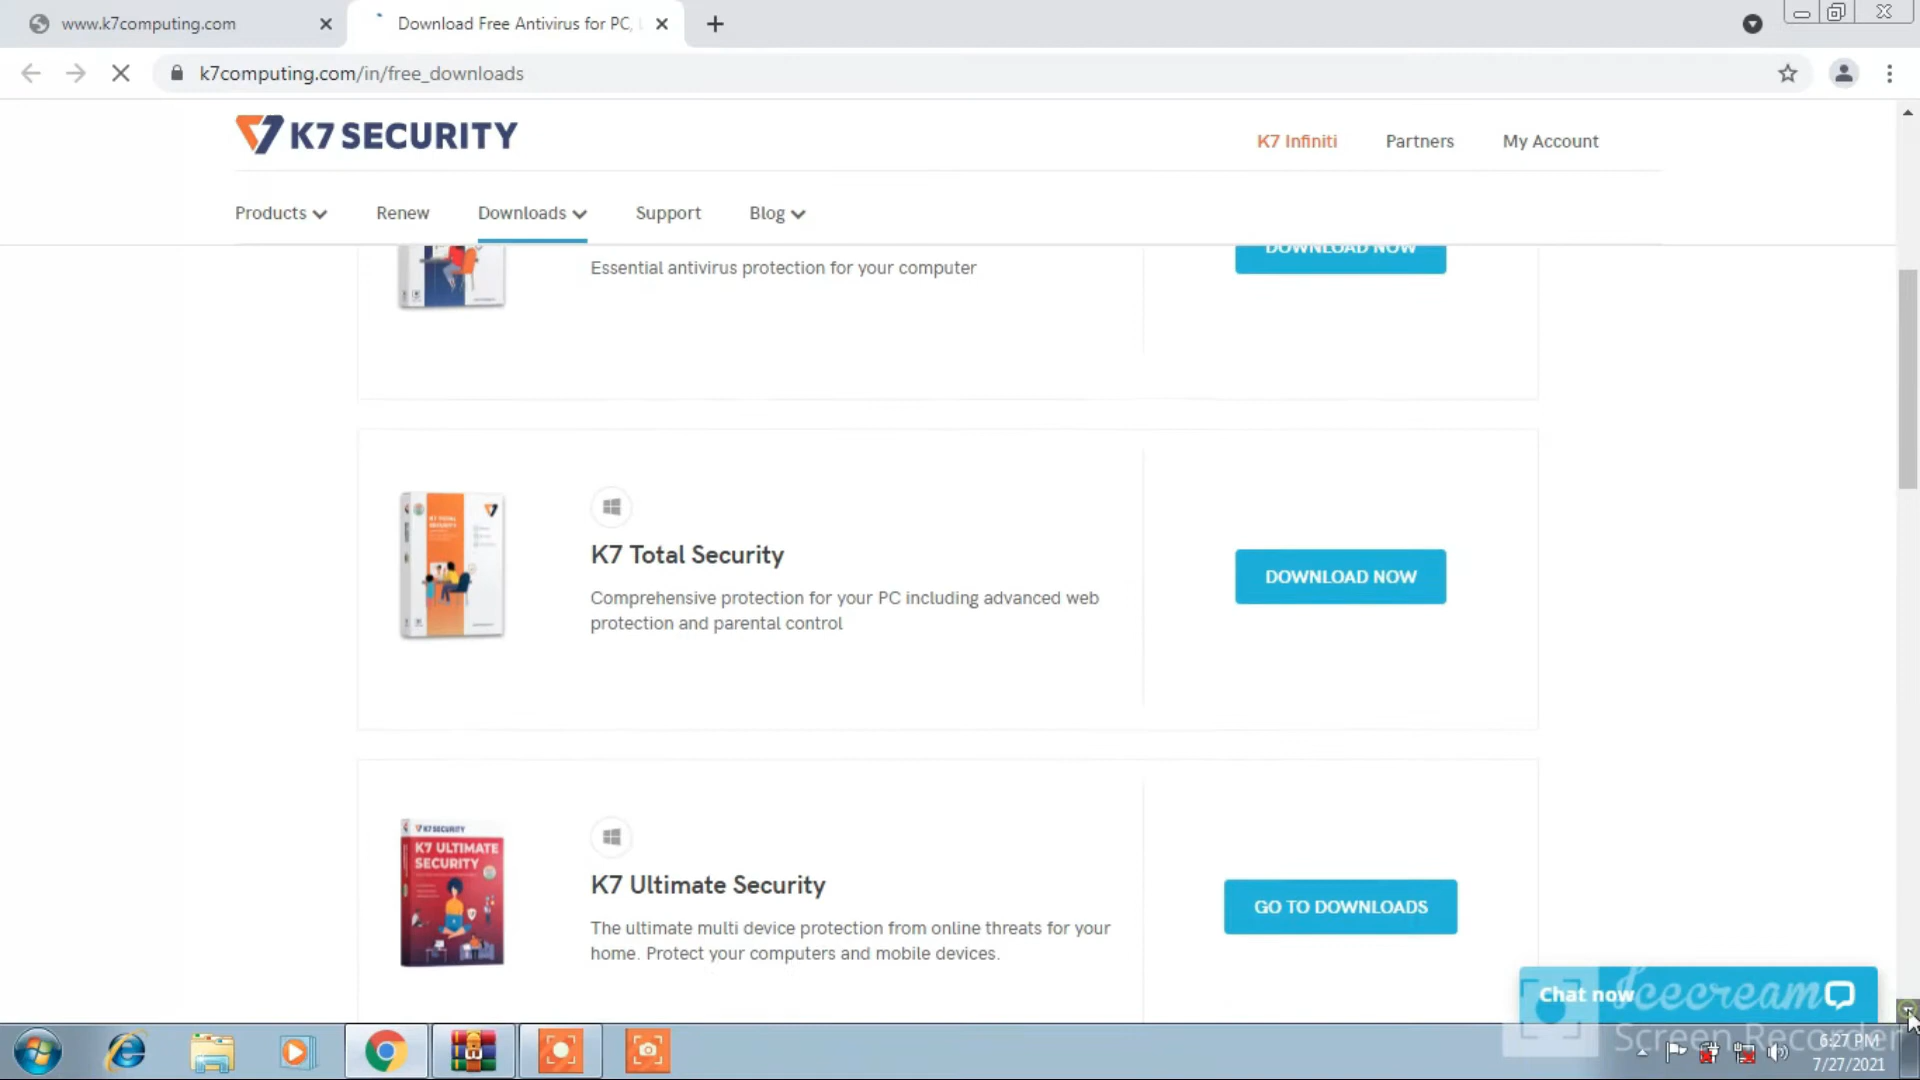 www.k7computing.com
Download Free Antivirus for PC,
k7computing.com/in/free_downloads
K7 SECURITY
K7 Infiniti
Partners
My Account
Products
Renew
Downloads
Support
Blog
Essential antivirus protection for your computer
DOWNLOAD NOW
K7 Total Security
Comprehensive protection for your PC including advanced web
protection and parental control
DOWNLOAD NOW
K7 SECURITY
K7 ULTIMATE
SECURITY
K7 Ultimate Security
The ultimate multi device protection from online threats for your
home. Protect your computers and mobile devices.
GO TO DOWNLOADS
Chat now
Icecream
Screen Recorder
6:27 PM
7/27/2021